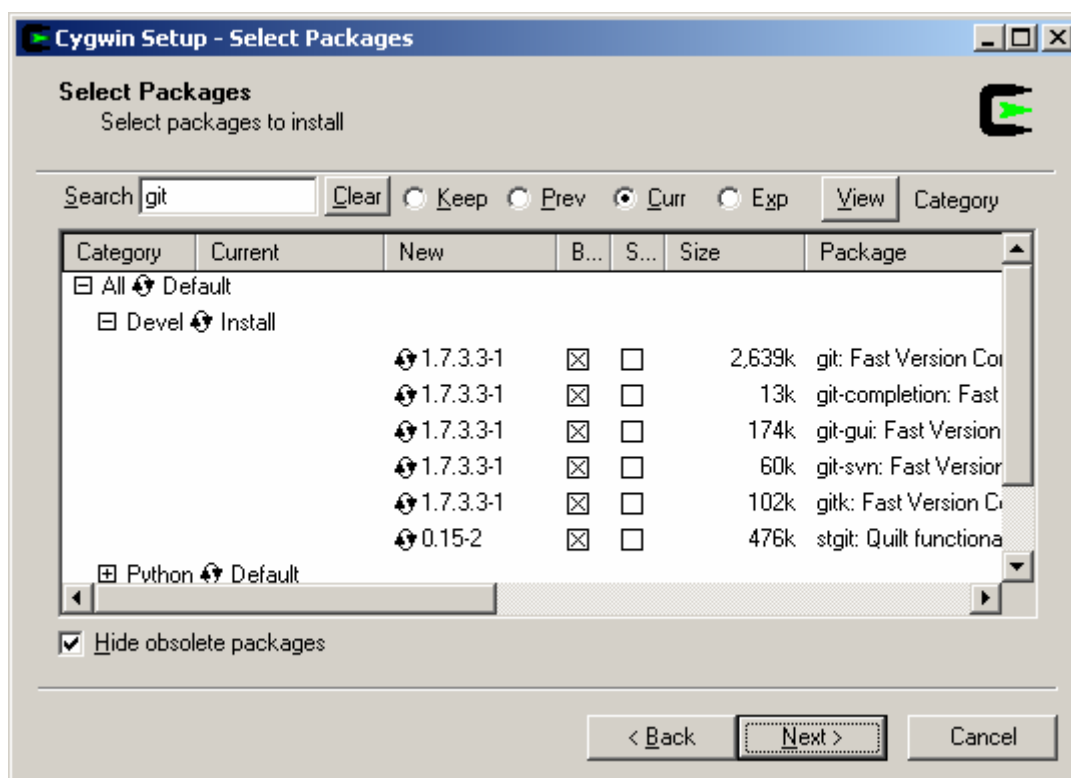 Cygwin Setup - Select Packages
Select Packages
Select packages to install
Search git Clear Keep Prev Curr Exp View Category
Category Current New B... S... Size Package
All Default
Devel Install
1.7.3.3-1 2,639k git: Fast Version Co
1.7.3.3-1 13k git-completion: Fast
1.7.3.3-1 174k git-gui: Fast Version
1.7.3.3-1 60k git-svn: Fast Version
1.7.3.3-1 102k gitk: Fast Version C
0.15-2 476k stgit: Quilt functiona
Python Default
Hide obsolete packages
< Back Next > Cancel